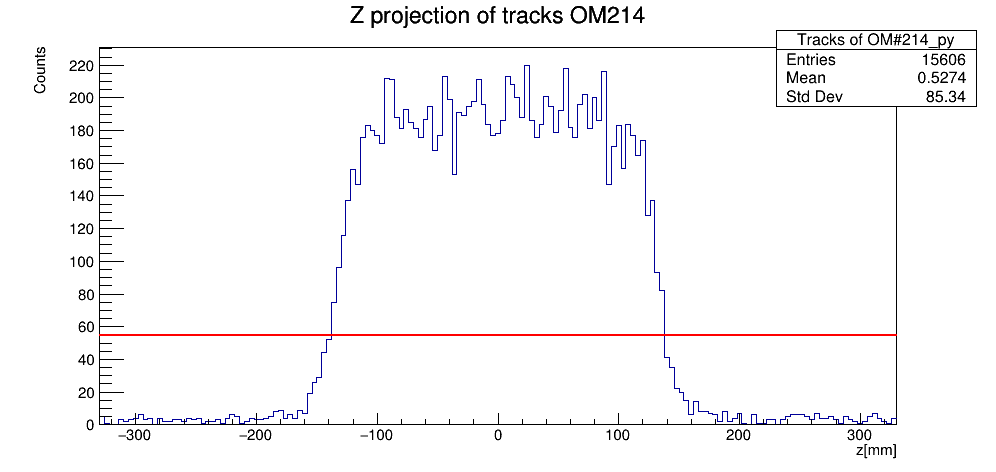 Z projection of tracks OM214
Tracks of OM#214_py
Entries 15606
Mean 0.5274
Std Dev 85.34
Counts
220
200
180
160
140
120
100
80
60
40
20
0
−300 −200 −100 0 100 200 300
z[mm]